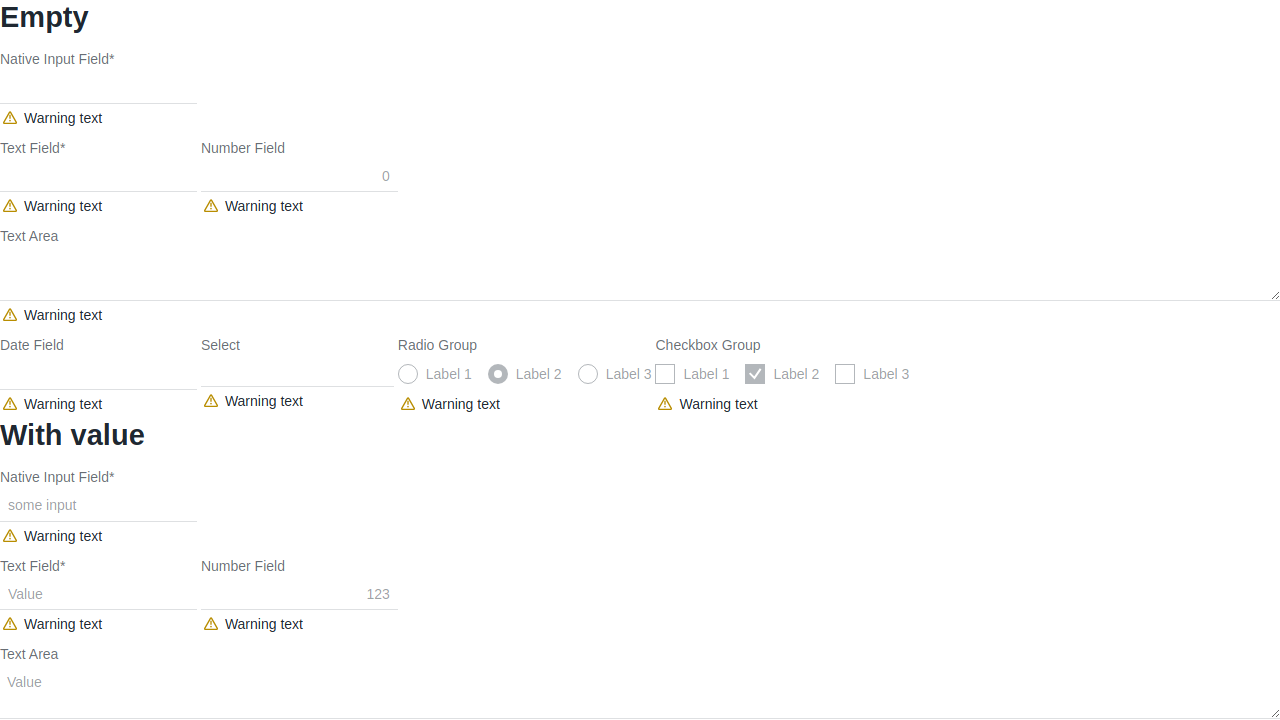 Empty
Native Input Field*
Warning text
Text Field* Number Field
0
Warning text Warning text
Text Area
Warning text
Date Field Select Radio Group Checkbox Group
Label 1 Label 2 Label 3 Label 1 Label 2 Label 3
Warning text Warning text Warning text Warning text
With value
Native Input Field*
some input
Warning text
Text Field* Number Field
Value 123
Warning text Warning text
Text Area
Value